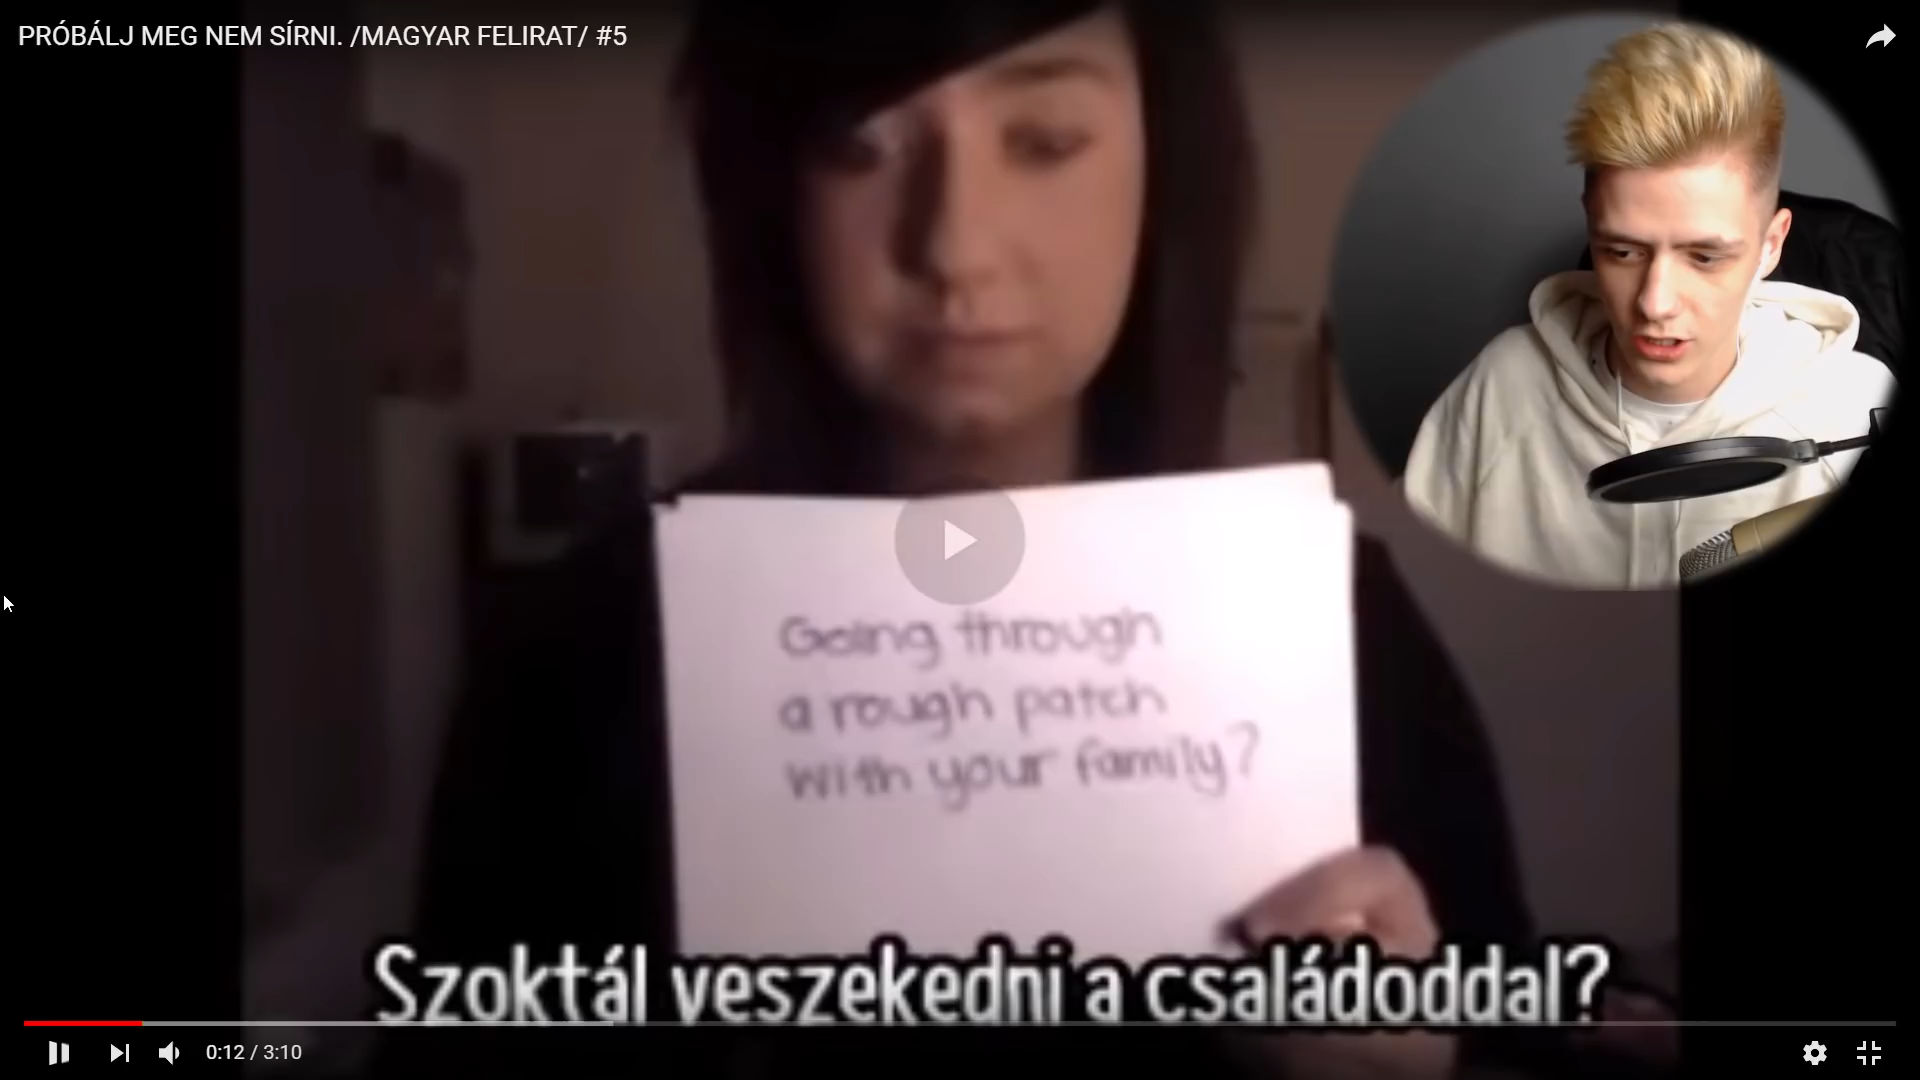 PRÓBÁLJ MEG NEM SÍRNI. /MAGYAR FELIRAT/ #5
Going through
a rough patch
with your family?
Szoktál veszekedni a családoddal?
0:12 / 3:10